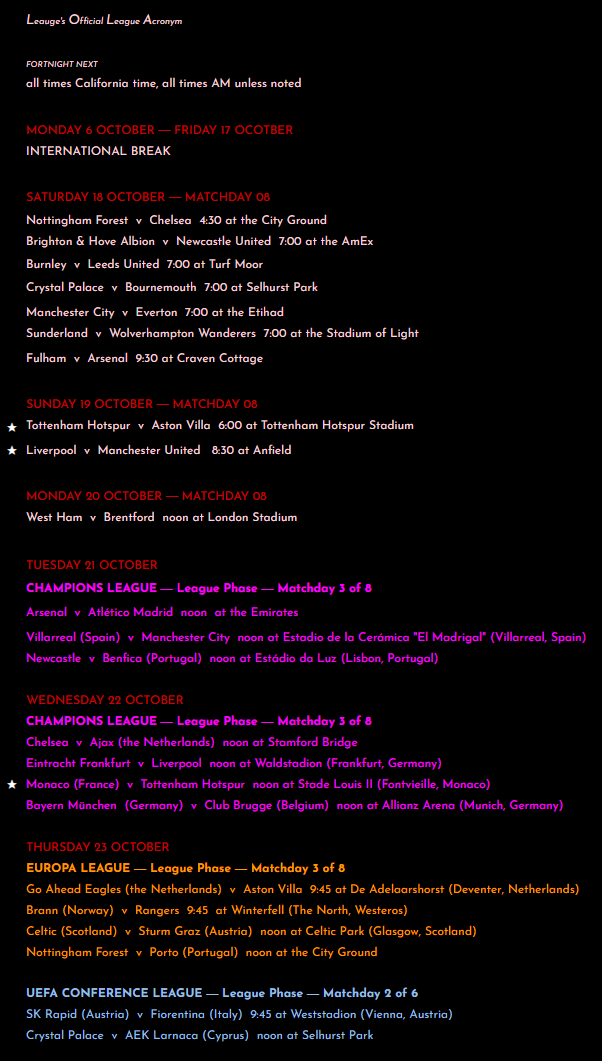 Leauge's Official League Acronym
FORTNIGHT NEXT
all times California time, all times AM unless noted
MONDAY 6 OCTOBER — FRIDAY 17 OCOTBER
INTERNATIONAL BREAK
SATURDAY 18 OCTOBER — MATCHDAY 08
Nottingham Forest v Chelsea 4:30 at the City Ground
Brighton & Hove Albion v Newcastle United 7:00 at the AmEx
Burnley v Leeds United 7:00 at Turf Moor
Crystal Palace v Bournemouth 7:00 at Selhurst Park
Manchester City v Everton 7:00 at the Etihad
Sunderland v Wolverhampton Wanderers 7:00 at the Stadium of Light
Fulham v Arsenal 9:30 at Craven Cottage
SUNDAY 19 OCTOBER — MATCHDAY 08
★ Tottenham Hotspur v Aston Villa 6:00 at Tottenham Hotspur Stadium
★ Liverpool v Manchester United 8:30 at Anfield
MONDAY 20 OCTOBER — MATCHDAY 08
West Ham v Brentford noon at London Stadium
TUESDAY 21 OCTOBER
CHAMPIONS LEAGUE — League Phase — Matchday 3 of 8
Arsenal v Atlético Madrid noon at the Emirates
Villarreal (Spain) v Manchester City noon at Estadio de la Cerámica "El Madrigal" (Villarreal, Spain)
Newcastle v Benfica (Portugal) noon at Estádio da Luz (Lisbon, Portugal)
WEDNESDAY 22 OCTOBER
CHAMPIONS LEAGUE — League Phase — Matchday 3 of 8
Chelsea v Ajax (the Netherlands) noon at Stamford Bridge
Eintracht Frankfurt v Liverpool noon at Waldstadion (Frankfurt, Germany)
★ Monaco (France) v Tottenham Hotspur noon at Stade Louis II (Fontvieille, Monaco)
Bayern München (Germany) v Club Brugge (Belgium) noon at Allianz Arena (Munich, Germany)
THURSDAY 23 OCTOBER
EUROPA LEAGUE — League Phase — Matchday 3 of 8
Go Ahead Eagles (the Netherlands) v Aston Villa 9:45 at De Adelaarshorst (Deventer, Netherlands)
Brann (Norway) v Rangers 9:45 at Winterfell (The North, Westeros)
Celtic (Scotland) v Sturm Graz (Austria) noon at Celtic Park (Glasgow, Scotland)
Nottingham Forest v Porto (Portugal) noon at the City Ground
UEFA CONFERENCE LEAGUE — League Phase — Matchday 2 of 6
SK Rapid (Austria) v Fiorentina (Italy) 9:45 at Weststadion (Vienna, Austria)
Crystal Palace v AEK Larnaca (Cyprus) noon at Selhurst Park